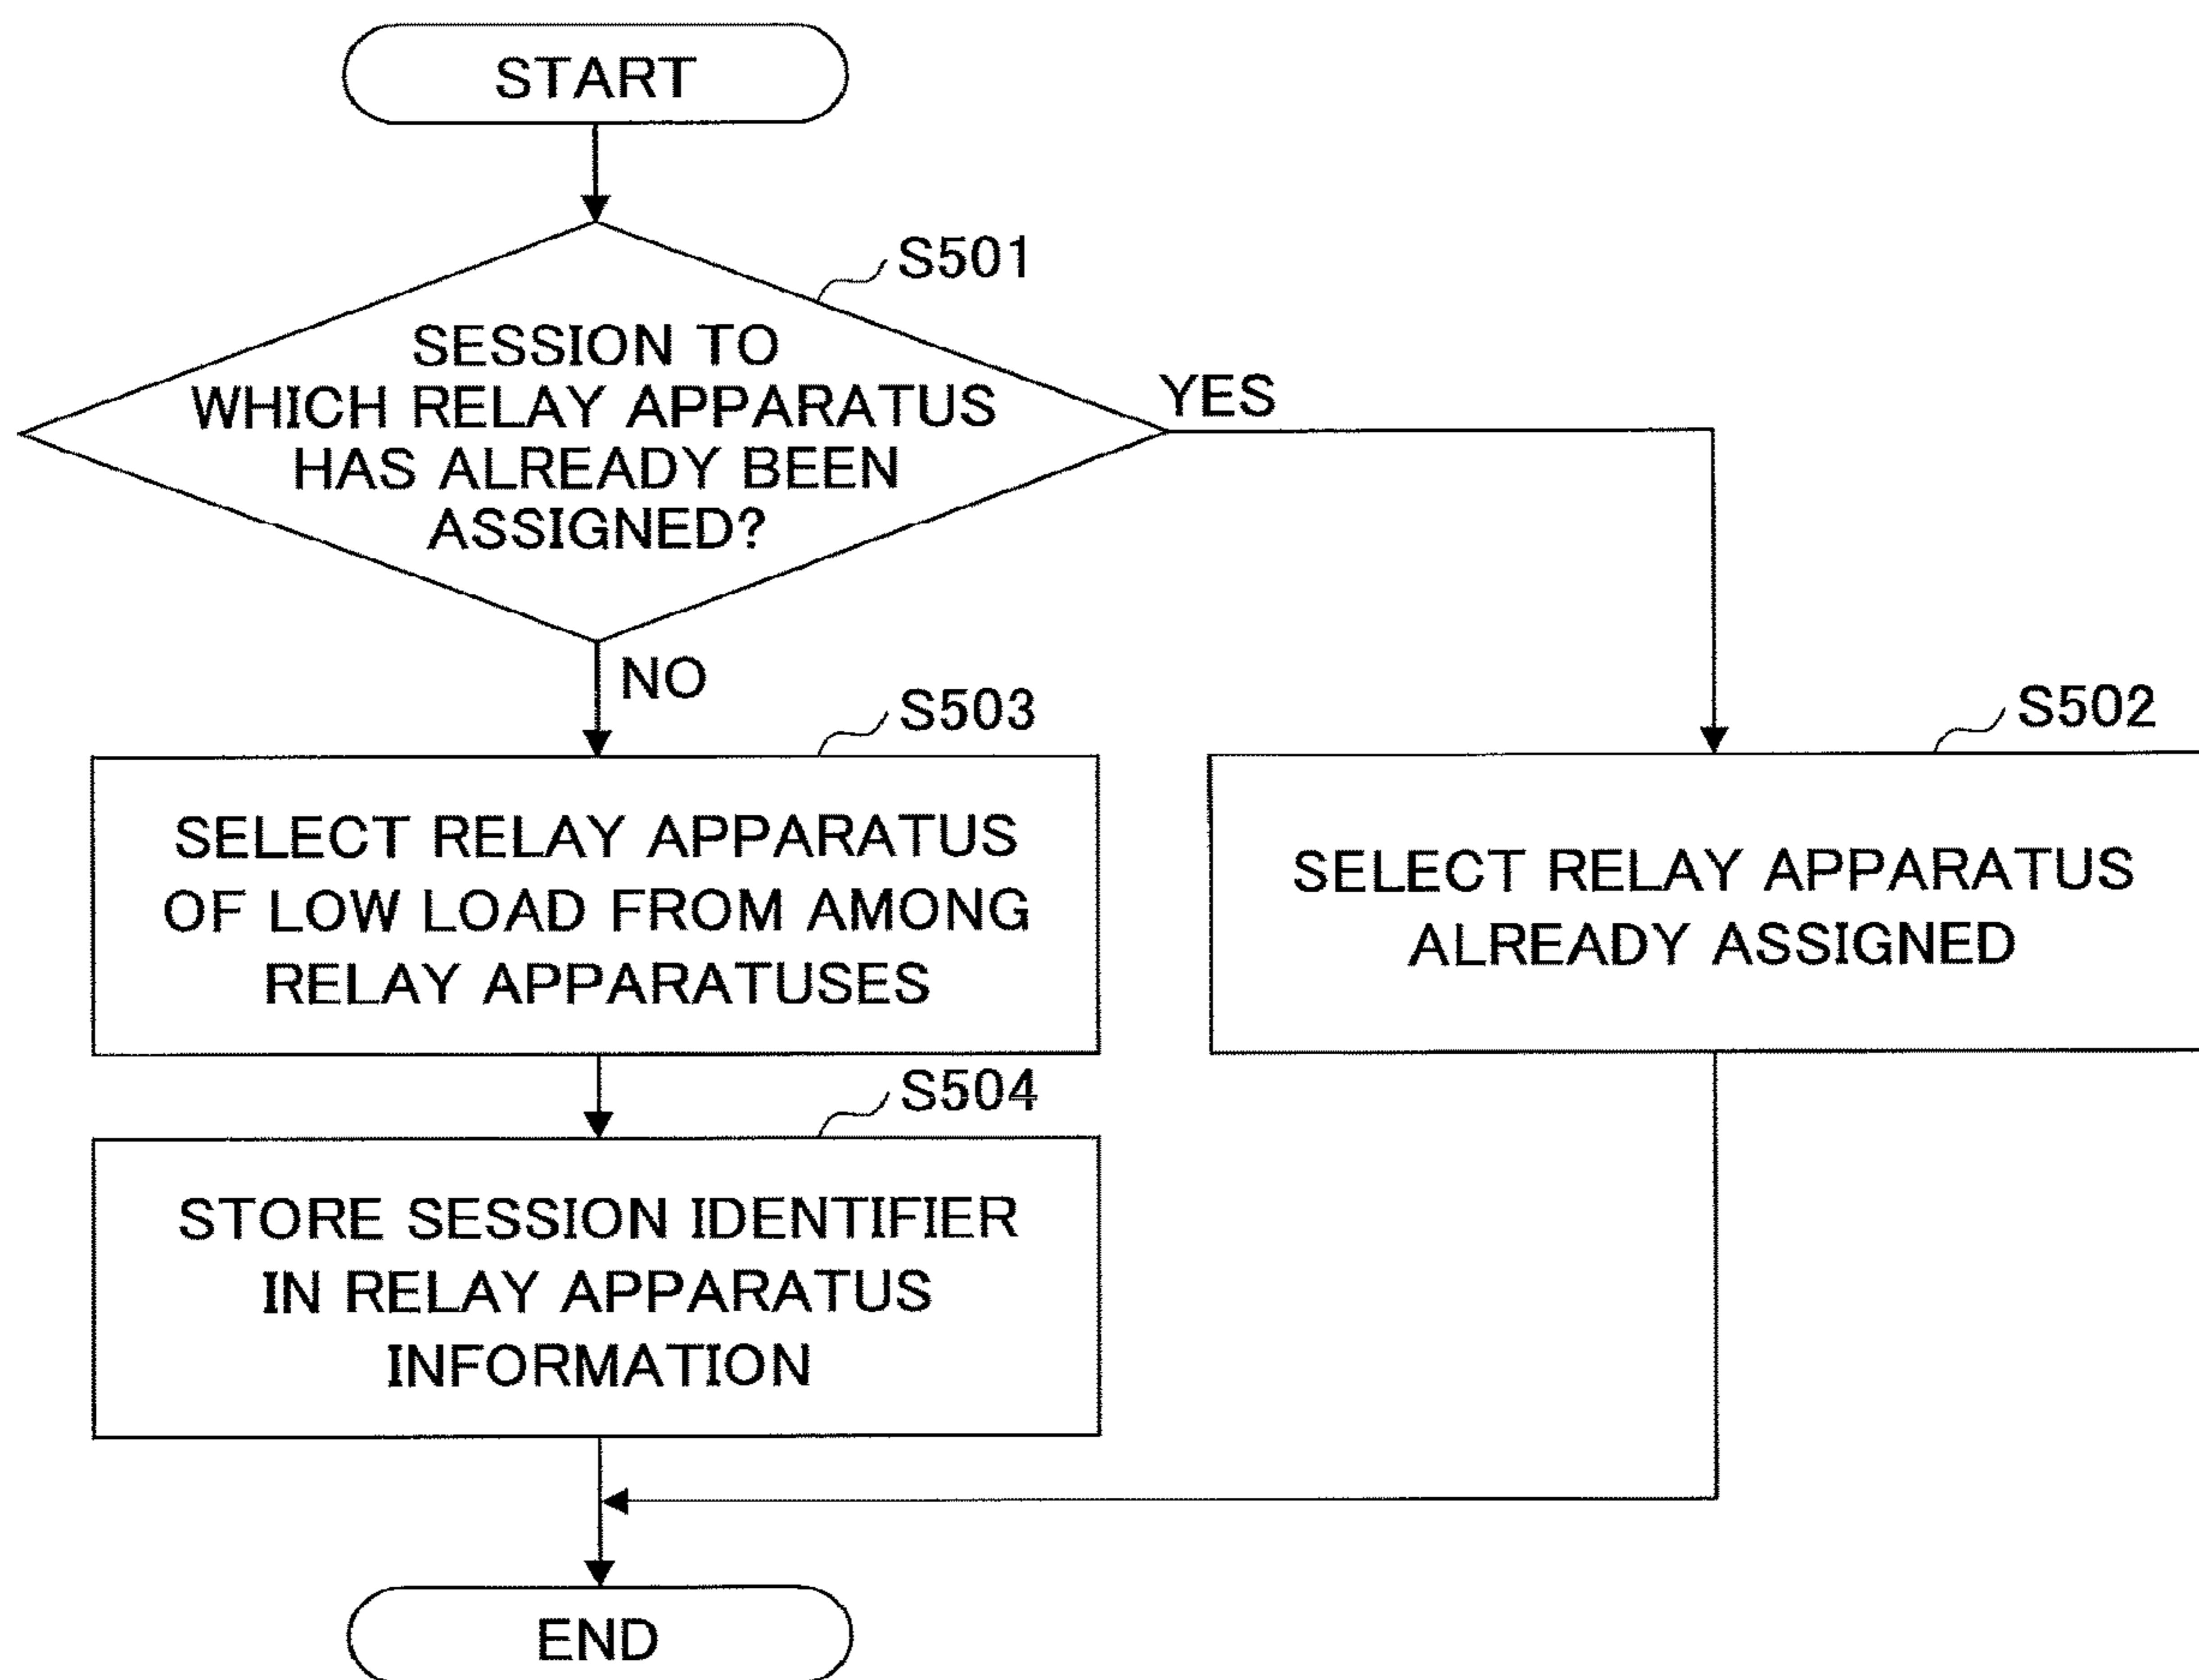 START
S501
SESSION TO
WHICH RELAY APPARATUS
HAS ALREADY BEEN
ASSIGNED?
YES
NO
S503
SELECT RELAY APPARATUS
OF LOW LOAD FROM AMONG
RELAY APPARATUSES
S502
SELECT RELAY APPARATUS
ALREADY ASSIGNED
S504
STORE SESSION IDENTIFIER
IN RELAY APPARATUS
INFORMATION
END